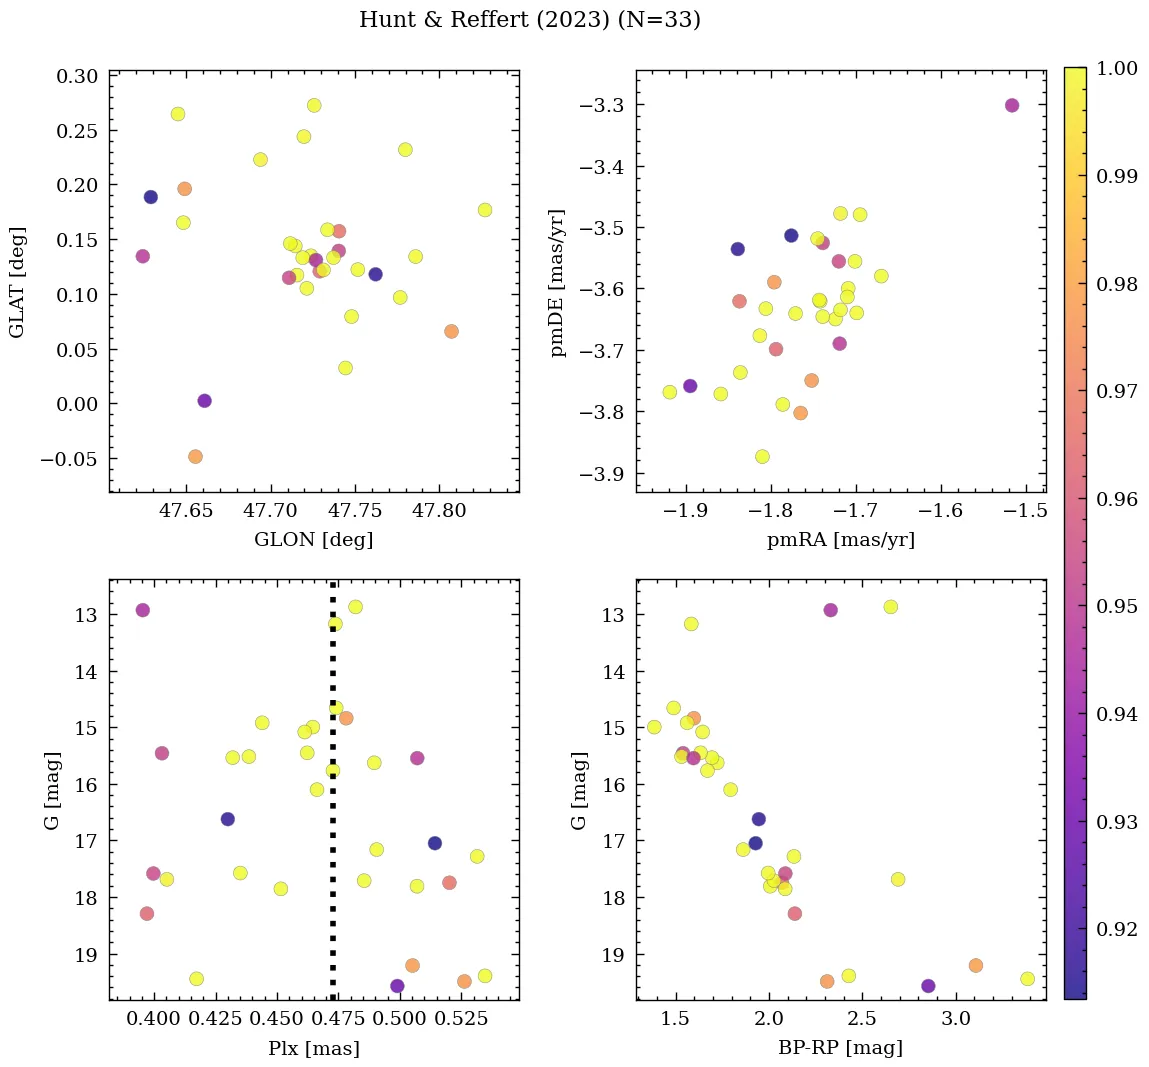 Hunt & Reffert (2023) (N=33)
0.30
0.25
0.20
0.15
0.10
0.05
0.00
−0.05
GLAT [deg]
47.65 47.70 47.75 47.80
GLON [deg]
−3.3
−3.4
−3.5
−3.6
−3.7
−3.8
−3.9
pmDE [mas/yr]
−1.9 −1.8 −1.7 −1.6 −1.5
pmRA [mas/yr]
13
14
15
16
17
18
19
G [mag]
0.400 0.425 0.450 0.475 0.500 0.525
Plx [mas]
13
14
15
16
17
18
19
G [mag]
1.5 2.0 2.5 3.0
BP-RP [mag]
1.00
0.99
0.98
0.97
0.96
0.95
0.94
0.93
0.92